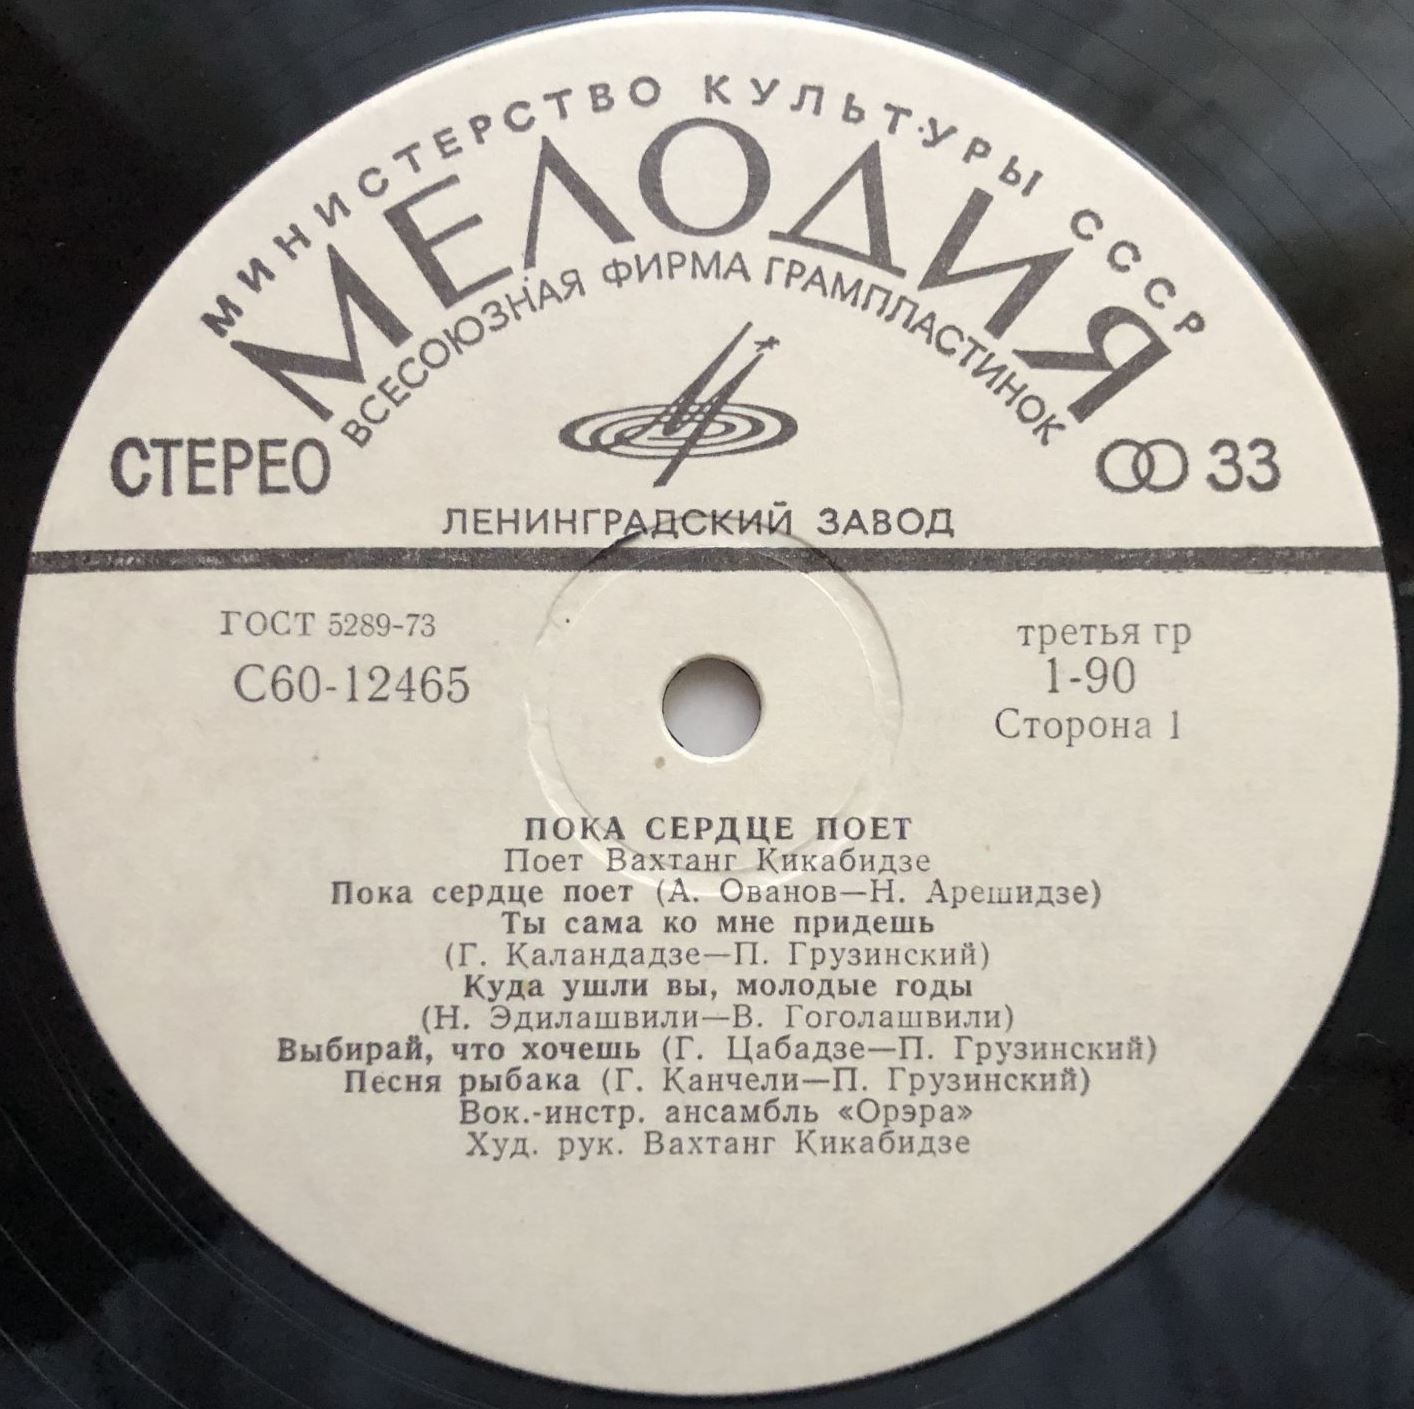 МИНИСТЕРСТВО КУЛЬТУРЫ СССР
МЕЛОДИЯ
ВСЕСОЮЗНАЯ ФИРМА ГРАМПЛАСТИНОК
СТЕРЕО
33
ЛЕНИНГРАДСКИЙ ЗАВОД
ГОСТ 5289-73
С60-12465
третья гр
1-90
Сторона 1
ПОКА СЕРДЦЕ ПОЕТ
Поет Вахтанг Кикабидзе
Пока сердце поет (А. Ованов—Н. Арешидзе)
Ты сама ко мне придешь
(Г. Каландадзе—П. Грузинский)
Куда ушли вы, молодые годы
(Н. Эдилашвили—В. Гоголашвили)
Выбирай, что хочешь (Г. Цабадзе—П. Грузинский)
Песня рыбака (Г. Канчели—П. Грузинский)
Вок.-инстр. ансамбль «Орэра»
Худ. рук. Вахтанг Кикабидзе